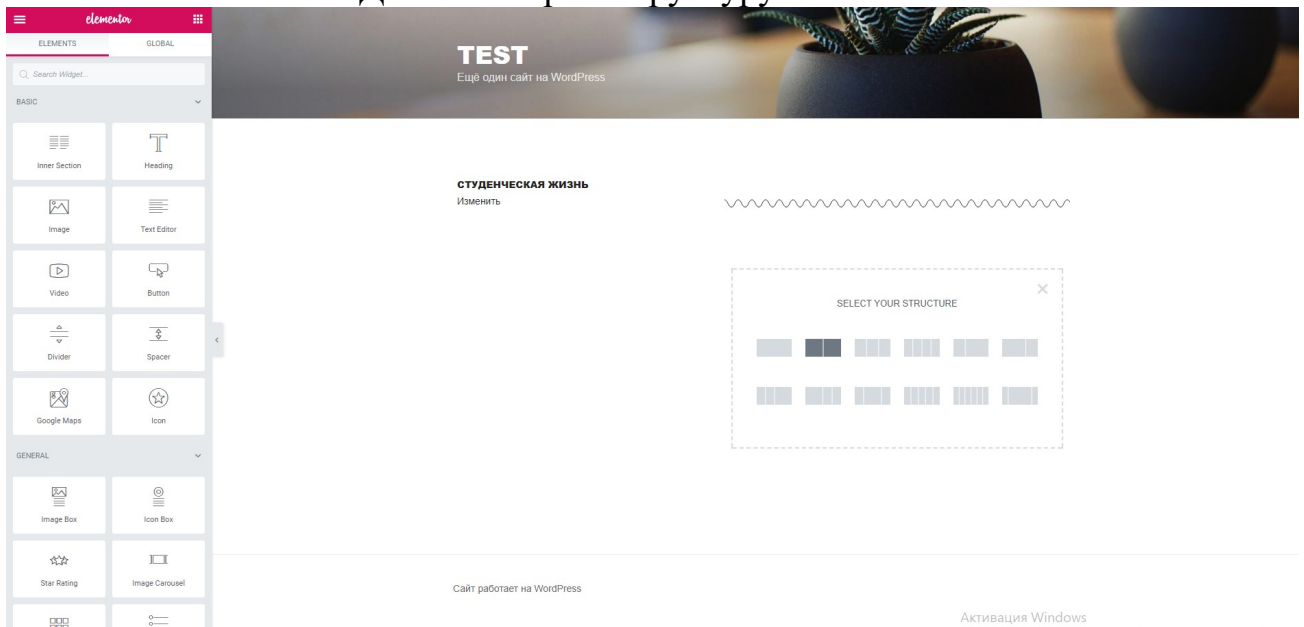 elementor
ELEMENTS GLOBAL
Search Widget...
BASIC
Inner Section Heading
Image Text Editor
Video Button
Divider Spacer
Google Maps Icon
GENERAL
Image Box Icon Box
Star Rating Image Carousel
TEST
Ещё один сайт на WordPress
СТУДЕНЧЕСКАЯ ЖИЗНЬ
Изменить
SELECT YOUR STRUCTURE
Сайт работает на WordPress
Активация Windows